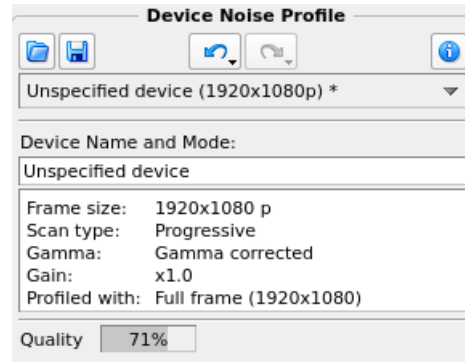 Device Noise Profile
Unspecified device (1920x1080p) *
Device Name and Mode:
Unspecified device
Frame size: 1920x1080 p
Scan type: Progressive
Gamma: Gamma corrected
Gain: x1.0
Profiled with: Full frame (1920x1080)
Quality 71%